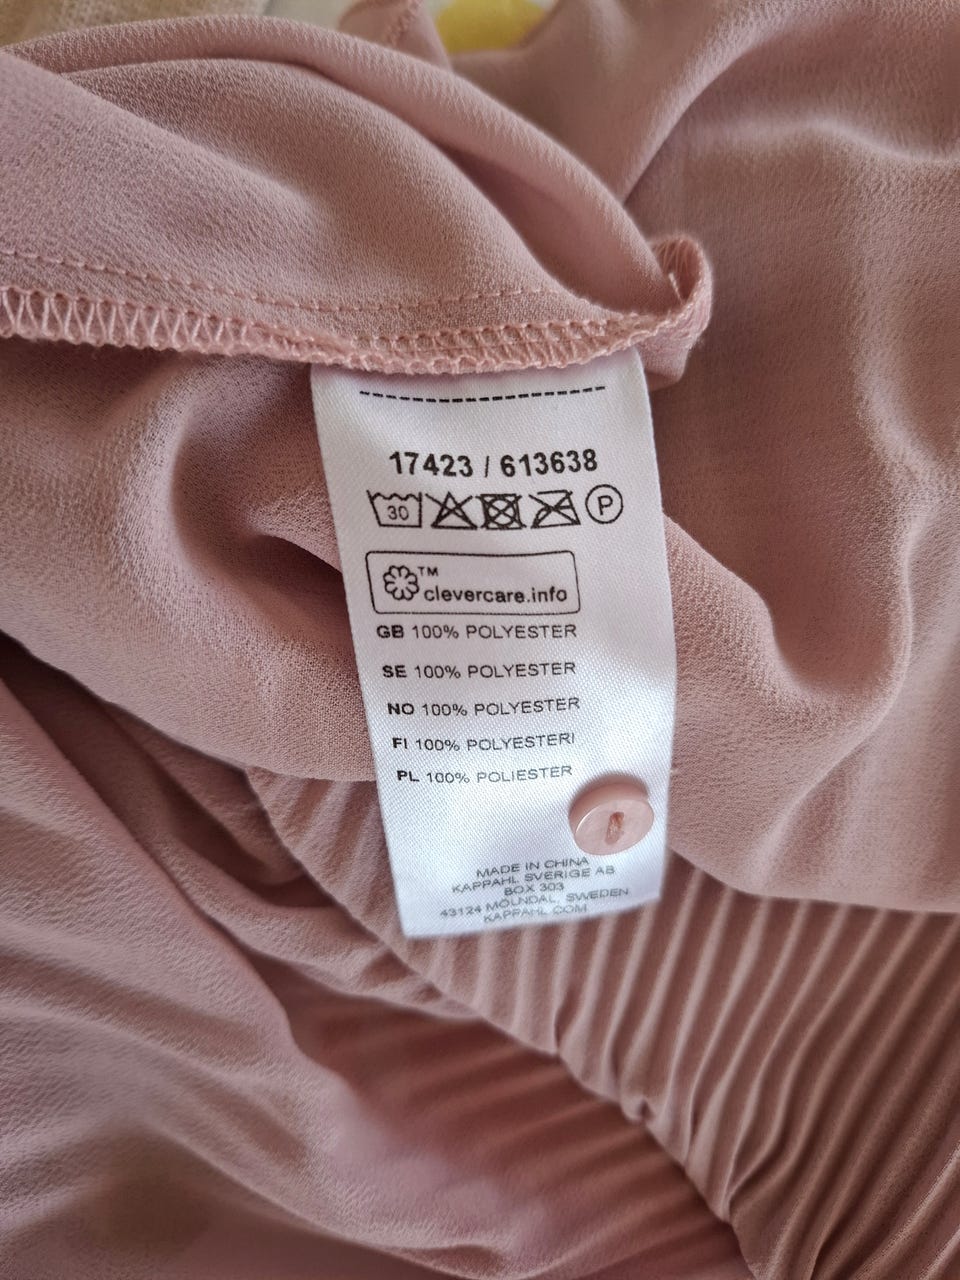 17423 / 613638
30 P
TM
clevercare.info
GB 100% POLYESTER
SE 100% POLYESTER
NO 100% POLYESTER
FI 100% POLYESTERI
PL 100% POLIESTER
MADE IN CHINA
KAPPAHL SVERIGE AB
BOX 303
43124 MÖLNDAL, SWEDEN
KAPPAHL.COM